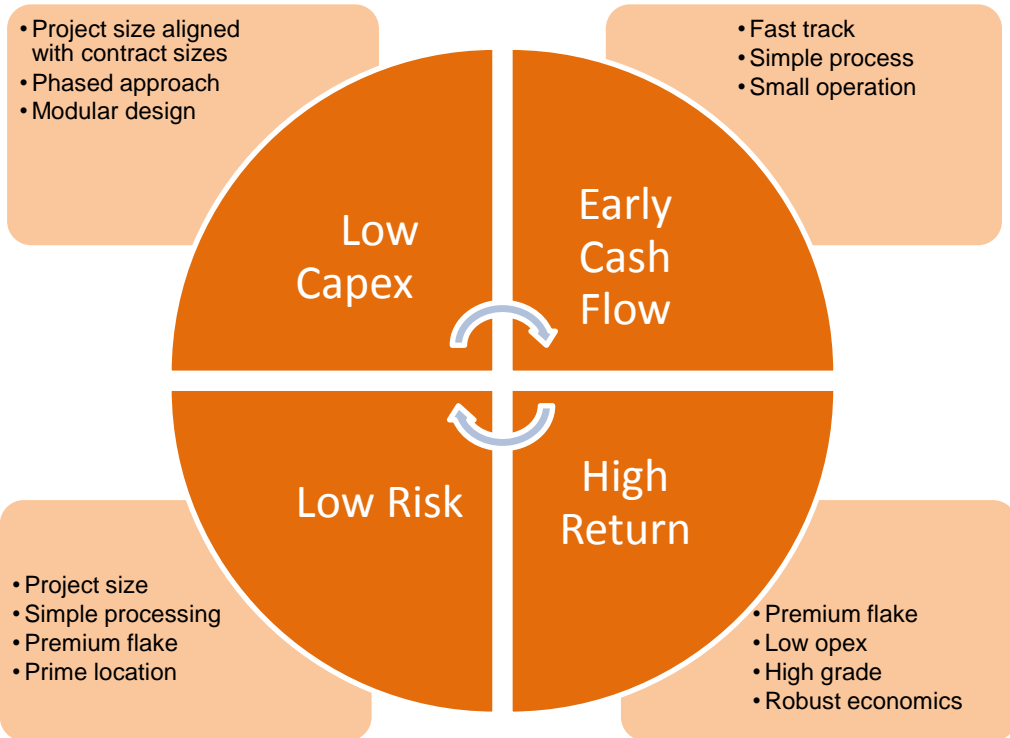 • Project size aligned
with contract sizes
• Phased approach
• Modular design
• Fast track
• Simple process
• Small operation
Low
Capex
Early
Cash
Flow
Low Risk
High
Return
• Project size
• Simple processing
• Premium flake
• Prime location
• Premium flake
• Low opex
• High grade
• Robust economics